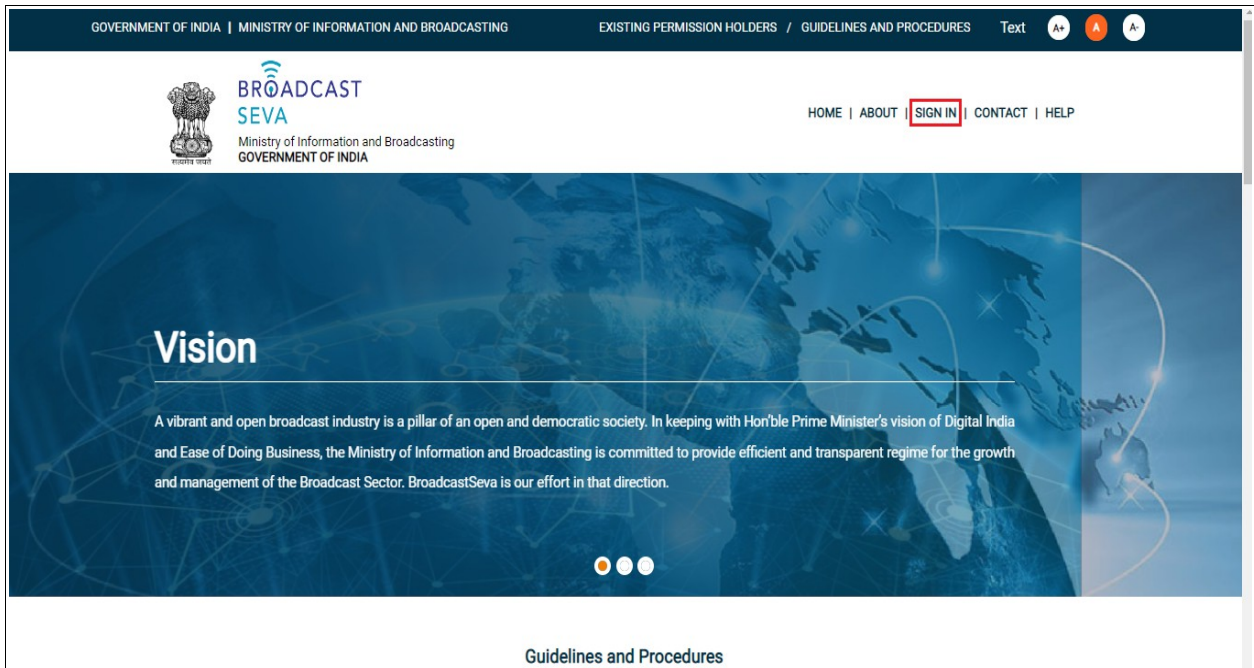 GOVERNMENT OF INDIA | MINISTRY OF INFORMATION AND BROADCASTING EXISTING PERMISSION HOLDERS / GUIDELINES AND PROCEDURES Text A+ A A-
BROADCAST
SEVA
Ministry of Information and Broadcasting
GOVERNMENT OF INDIA
सत्यमेव जयते
HOME | ABOUT | SIGN IN | CONTACT | HELP
Vision
A vibrant and open broadcast industry is a pillar of an open and democratic society. In keeping with Hon'ble Prime Minister's vision of Digital India
and Ease of Doing Business, the Ministry of Information and Broadcasting is committed to provide efficient and transparent regime for the growth
and management of the Broadcast Sector. BroadcastSeva is our effort in that direction.
Guidelines and Procedures